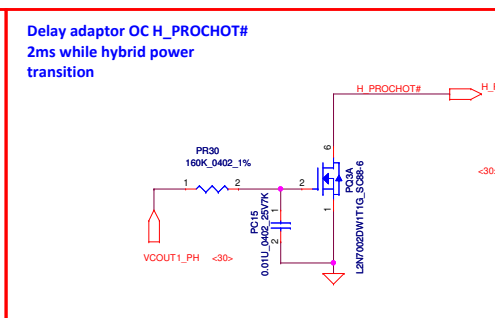 Delay adaptor OC H_PROCHOT#
2ms while hybrid power
transition
H_PROCHOT#
<30>
6
PR30
160K_0402_1%
1
2
2
PQ3A
L2N7002DW1T1G_SC88-6
1
1
PC15
0.01U_0402_25V7K
2
VCOUT1_PH <30>